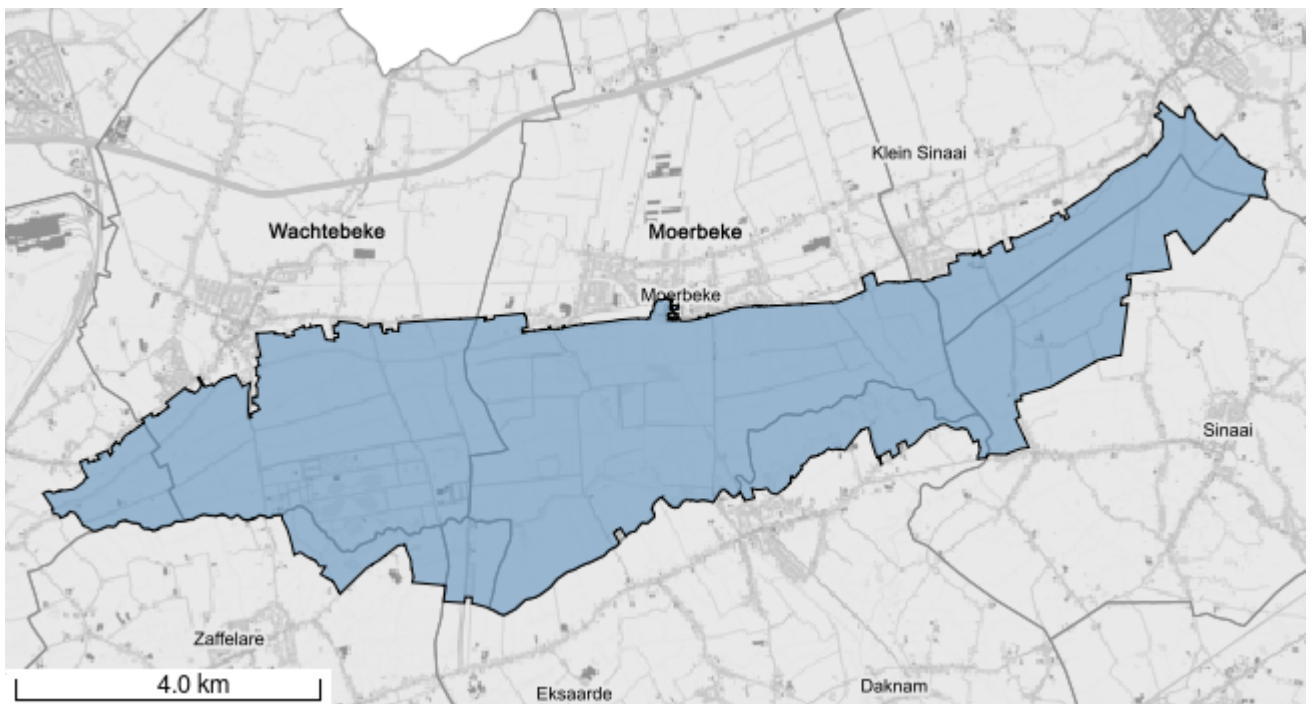 Klein Sinaai
Wachtebeke
Moerbeke
Moerbeke
Sinaai
Zaffelare
4.0 km
Eksaarde
Daknam